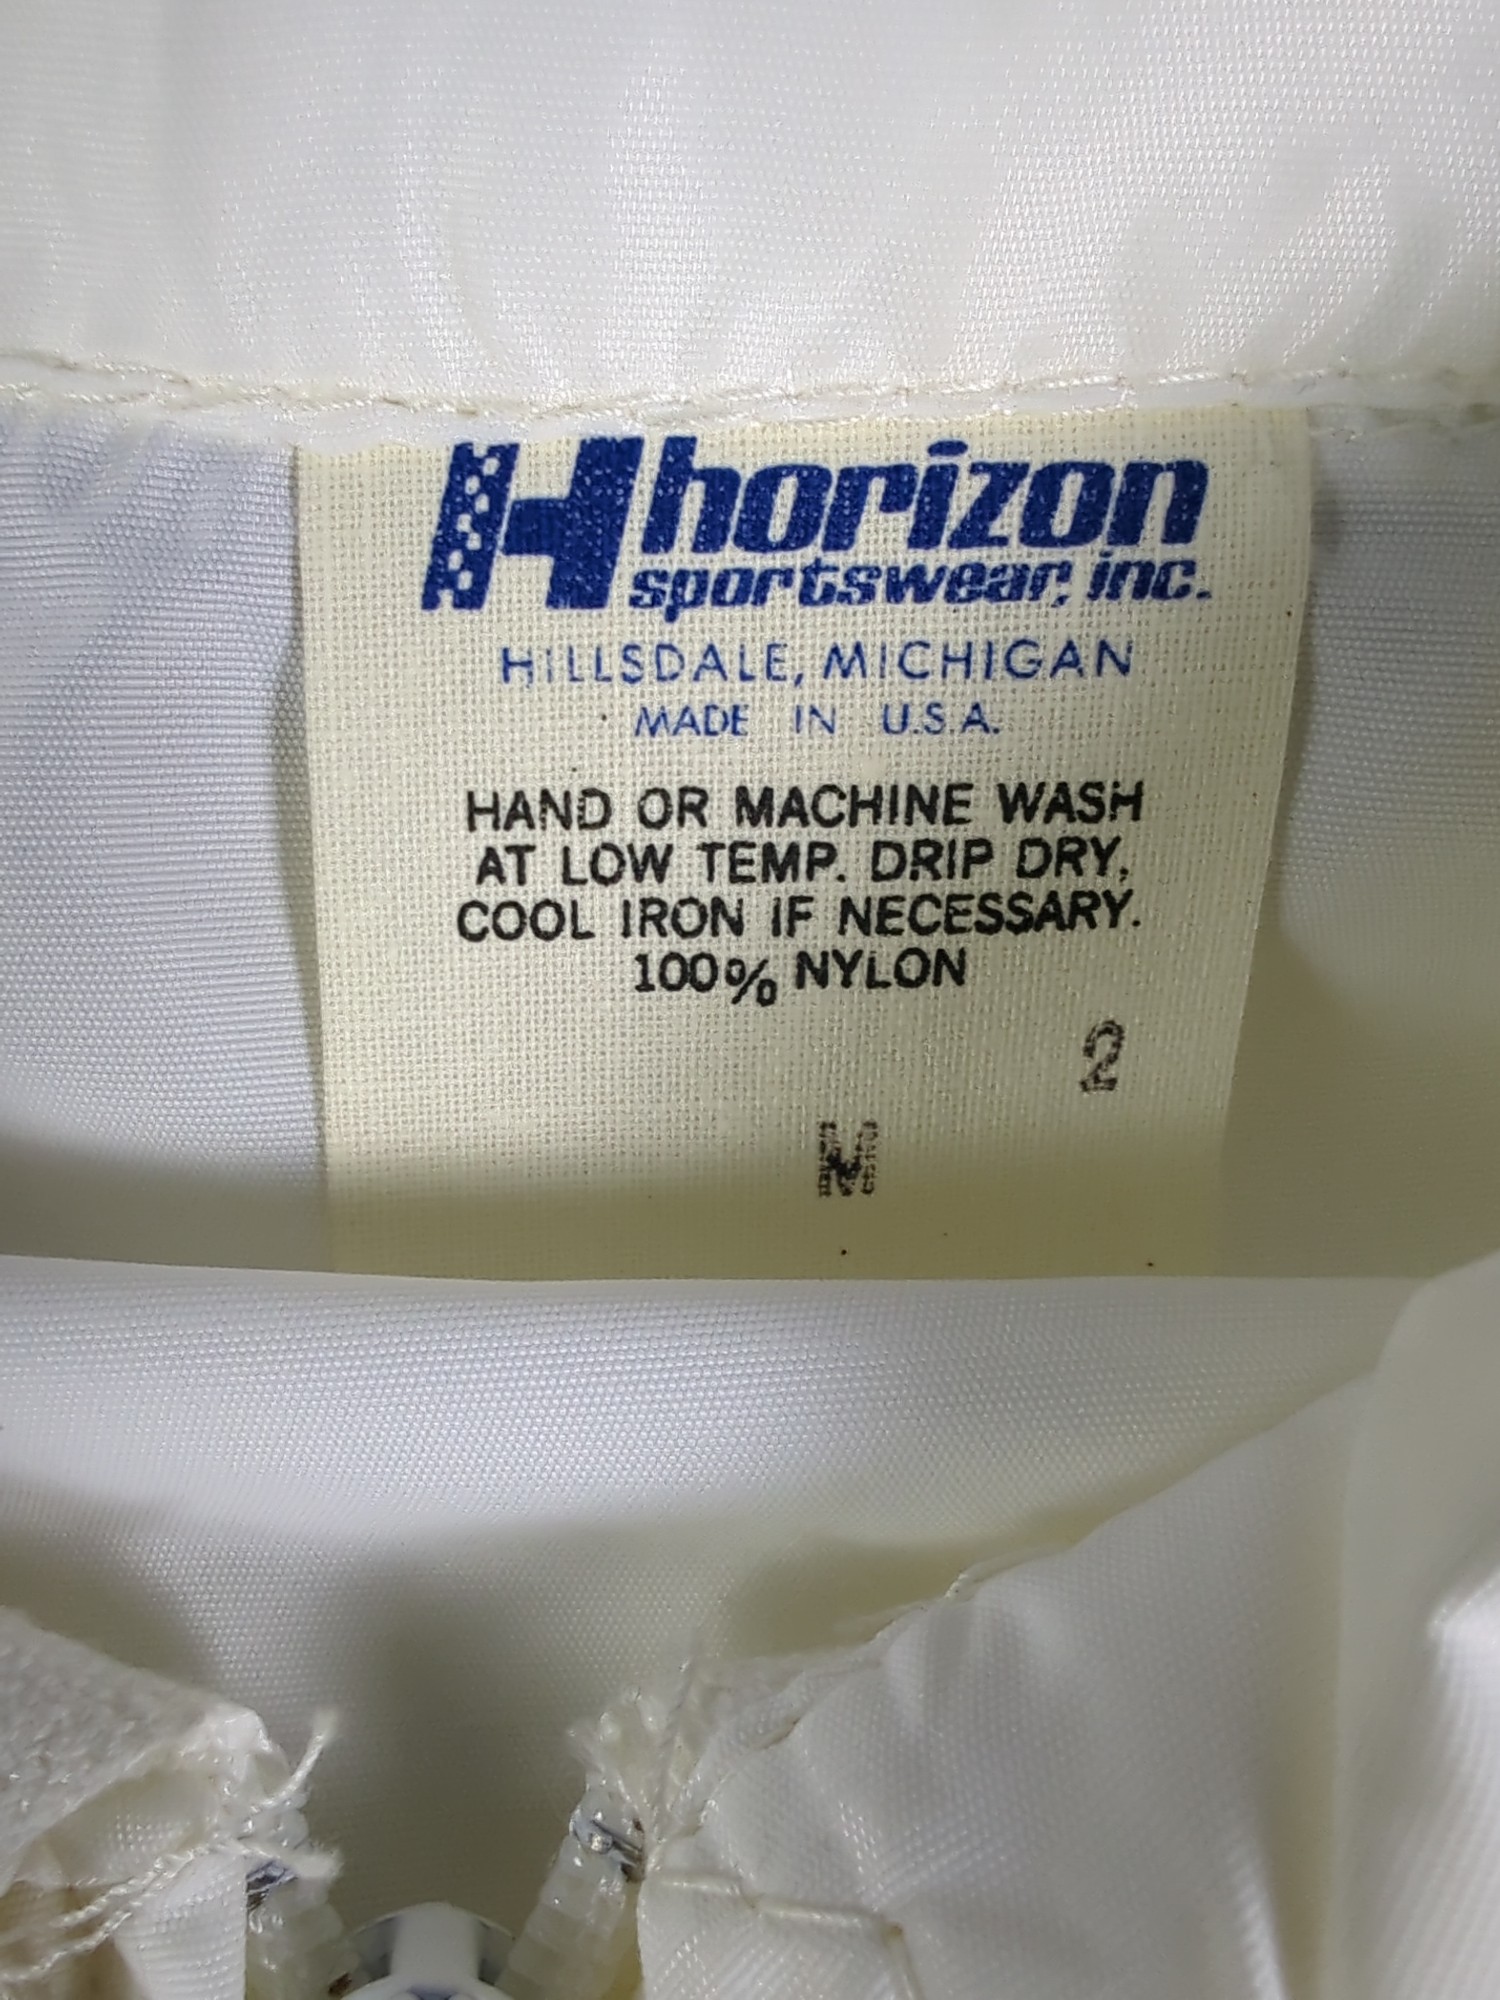 H horizon
sportswear, inc.
HILLSDALE, MICHIGAN
MADE IN U.S.A.
HAND OR MACHINE WASH
AT LOW TEMP. DRIP DRY,
COOL IRON IF NECESSARY.
100% NYLON
2
M